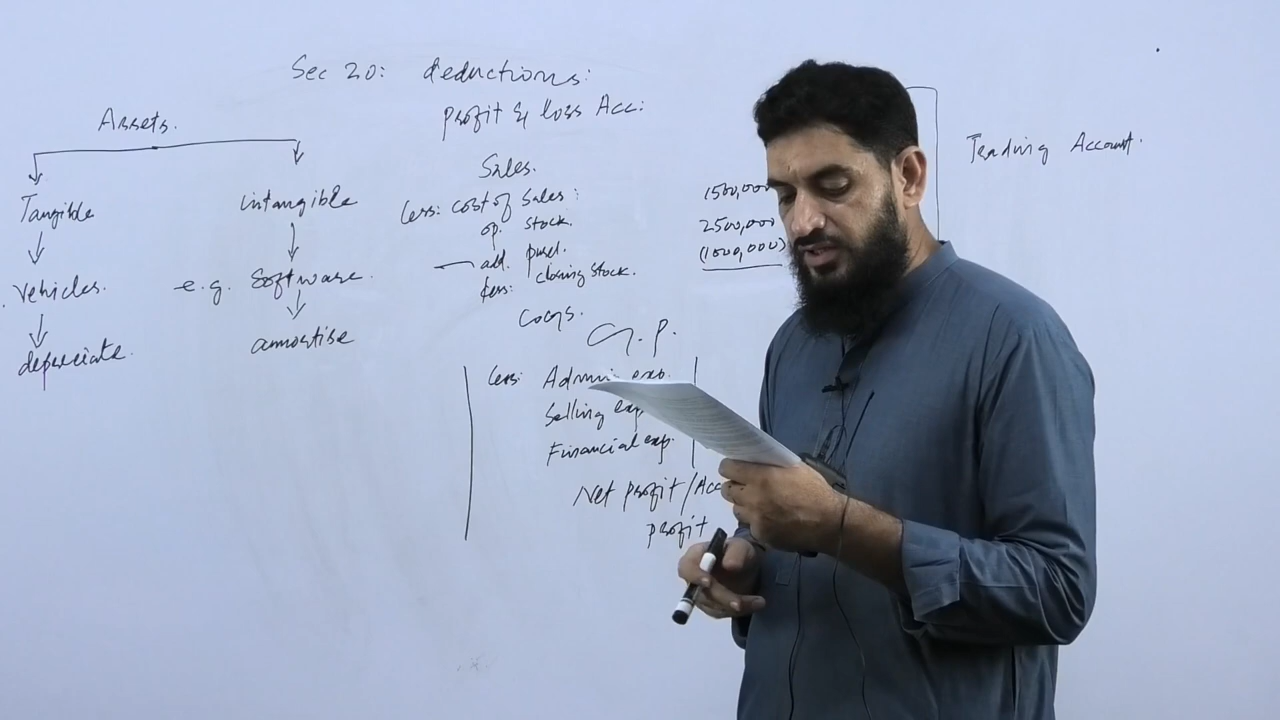 Sec 20: deductions:
Profit & loss Acc:
Assets.
Tangible
Vehicles.
depreciate.
intangible
e.g. Software.
amortise
Sales.
less: cost of sales:
op. stock. 1500,000
add. purd. 2500,000
less: closing stock. (1000,000)
COGS.
G.P.
less: Admin exp.
Selling exp
Financial exp.
Net profit/Acc
profit
Trading Account.